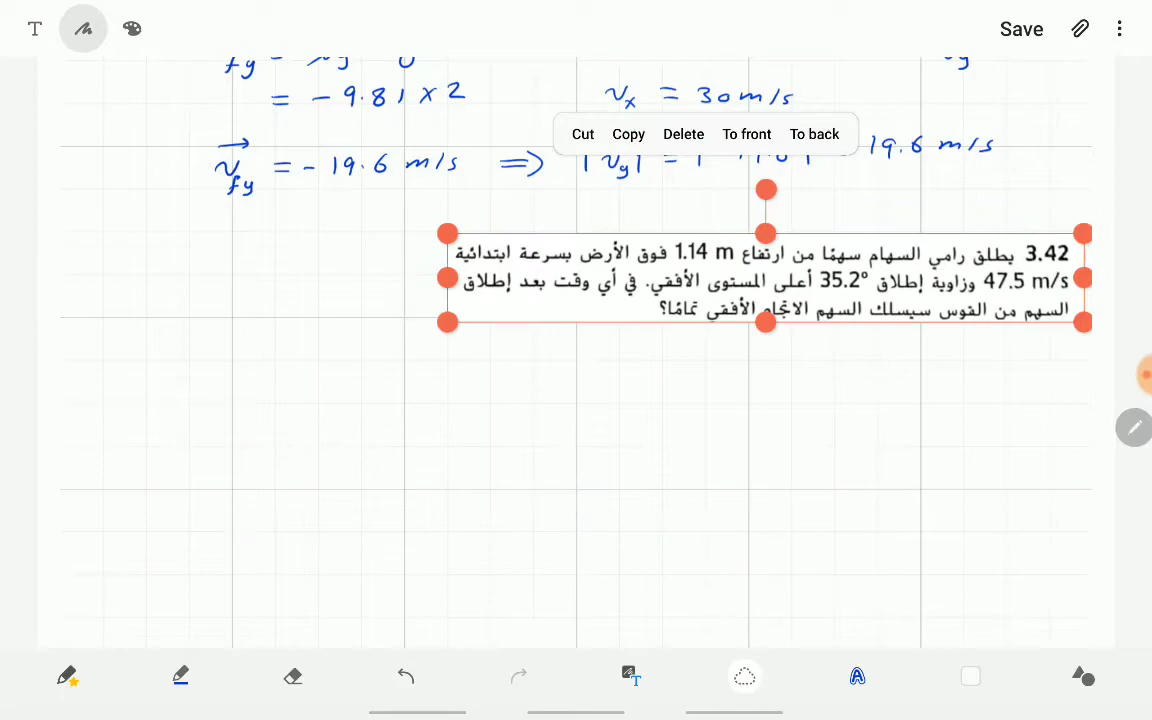 T
Save
fy
= - 9.81 × 2
vx = 30 m/s
Cut Copy Delete To front To back
vfy = - 19.6 m/s ⟹ |vy| = 19.6 m/s
3.42 يطلق رامي السهام سهمًا من ارتفاع 1.14 m فوق الأرض بسرعة ابتدائية
47.5 m/s وزاوية إطلاق 35.2° أعلى المستوى الأفقي. في أي وقت بعد إطلاق
السهم من القوس سيسلك السهم الاتجاه الأفقي تمامًا؟